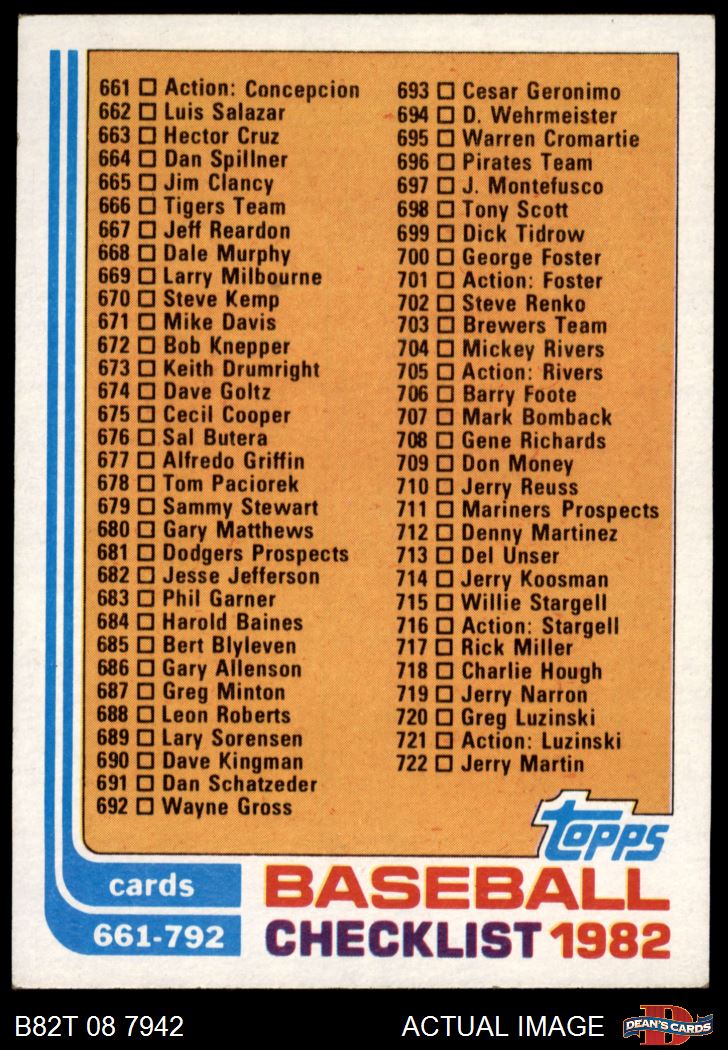 661 Action: Concepcion
662 Luis Salazar
663 Hector Cruz
664 Dan Spillner
665 Jim Clancy
666 Tigers Team
667 Jeff Reardon
668 Dale Murphy
669 Larry Milbourne
670 Steve Kemp
671 Mike Davis
672 Bob Knepper
673 Keith Drumright
674 Dave Goltz
675 Cecil Cooper
676 Sal Butera
677 Alfredo Griffin
678 Tom Paciorek
679 Sammy Stewart
680 Gary Matthews
681 Dodgers Prospects
682 Jesse Jefferson
683 Phil Garner
684 Harold Baines
685 Bert Blyleven
686 Gary Allenson
687 Greg Minton
688 Leon Roberts
689 Lary Sorensen
690 Dave Kingman
691 Dan Schatzeder
692 Wayne Gross
693 Cesar Geronimo
694 D. Wehrmeister
695 Warren Cromartie
696 Pirates Team
697 J. Montefusco
698 Tony Scott
699 Dick Tidrow
700 George Foster
701 Action: Foster
702 Steve Renko
703 Brewers Team
704 Mickey Rivers
705 Action: Rivers
706 Barry Foote
707 Mark Bomback
708 Gene Richards
709 Don Money
710 Jerry Reuss
711 Mariners Prospects
712 Denny Martinez
713 Del Unser
714 Jerry Koosman
715 Willie Stargell
716 Action: Stargell
717 Rick Miller
718 Charlie Hough
719 Jerry Narron
720 Greg Luzinski
721 Action: Luzinski
722 Jerry Martin
topps
cards
661-792
BASEBALL
CHECKLIST 1982
B82T 08 7942
ACTUAL IMAGE
D
DEAN'S CARDS